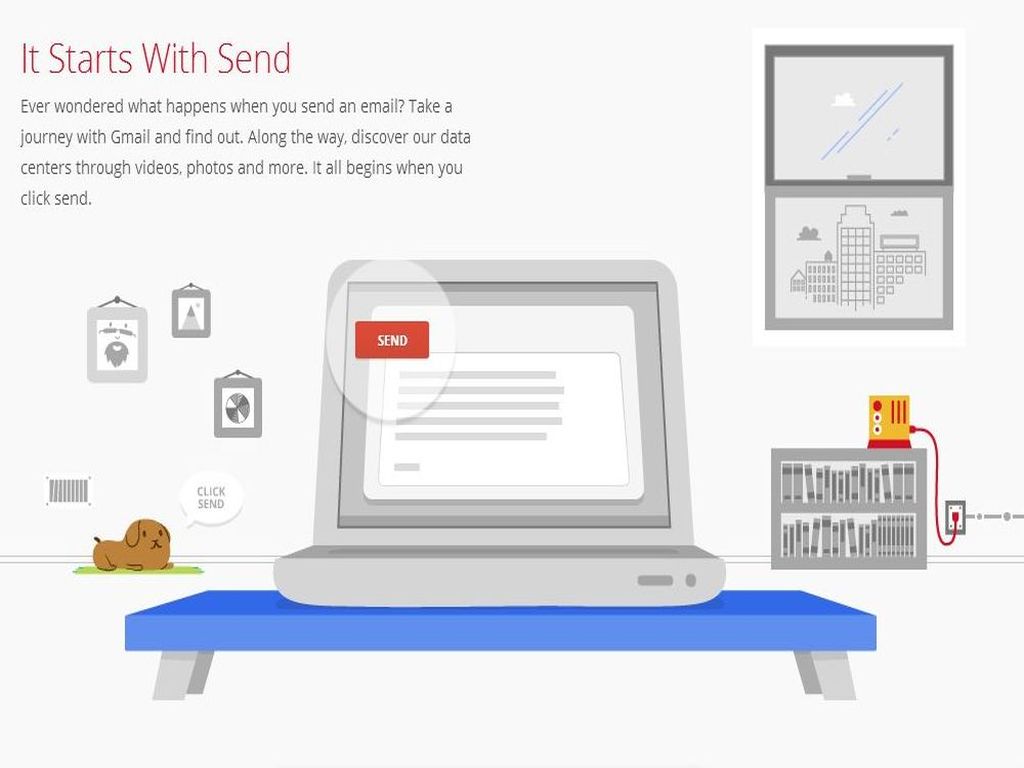 It Starts With Send
Ever wondered what happens when you send an email? Take a
journey with Gmail and find out. Along the way, discover our data
centers through videos, photos and more. It all begins when you
click send.
SEND
CLICK
SEND